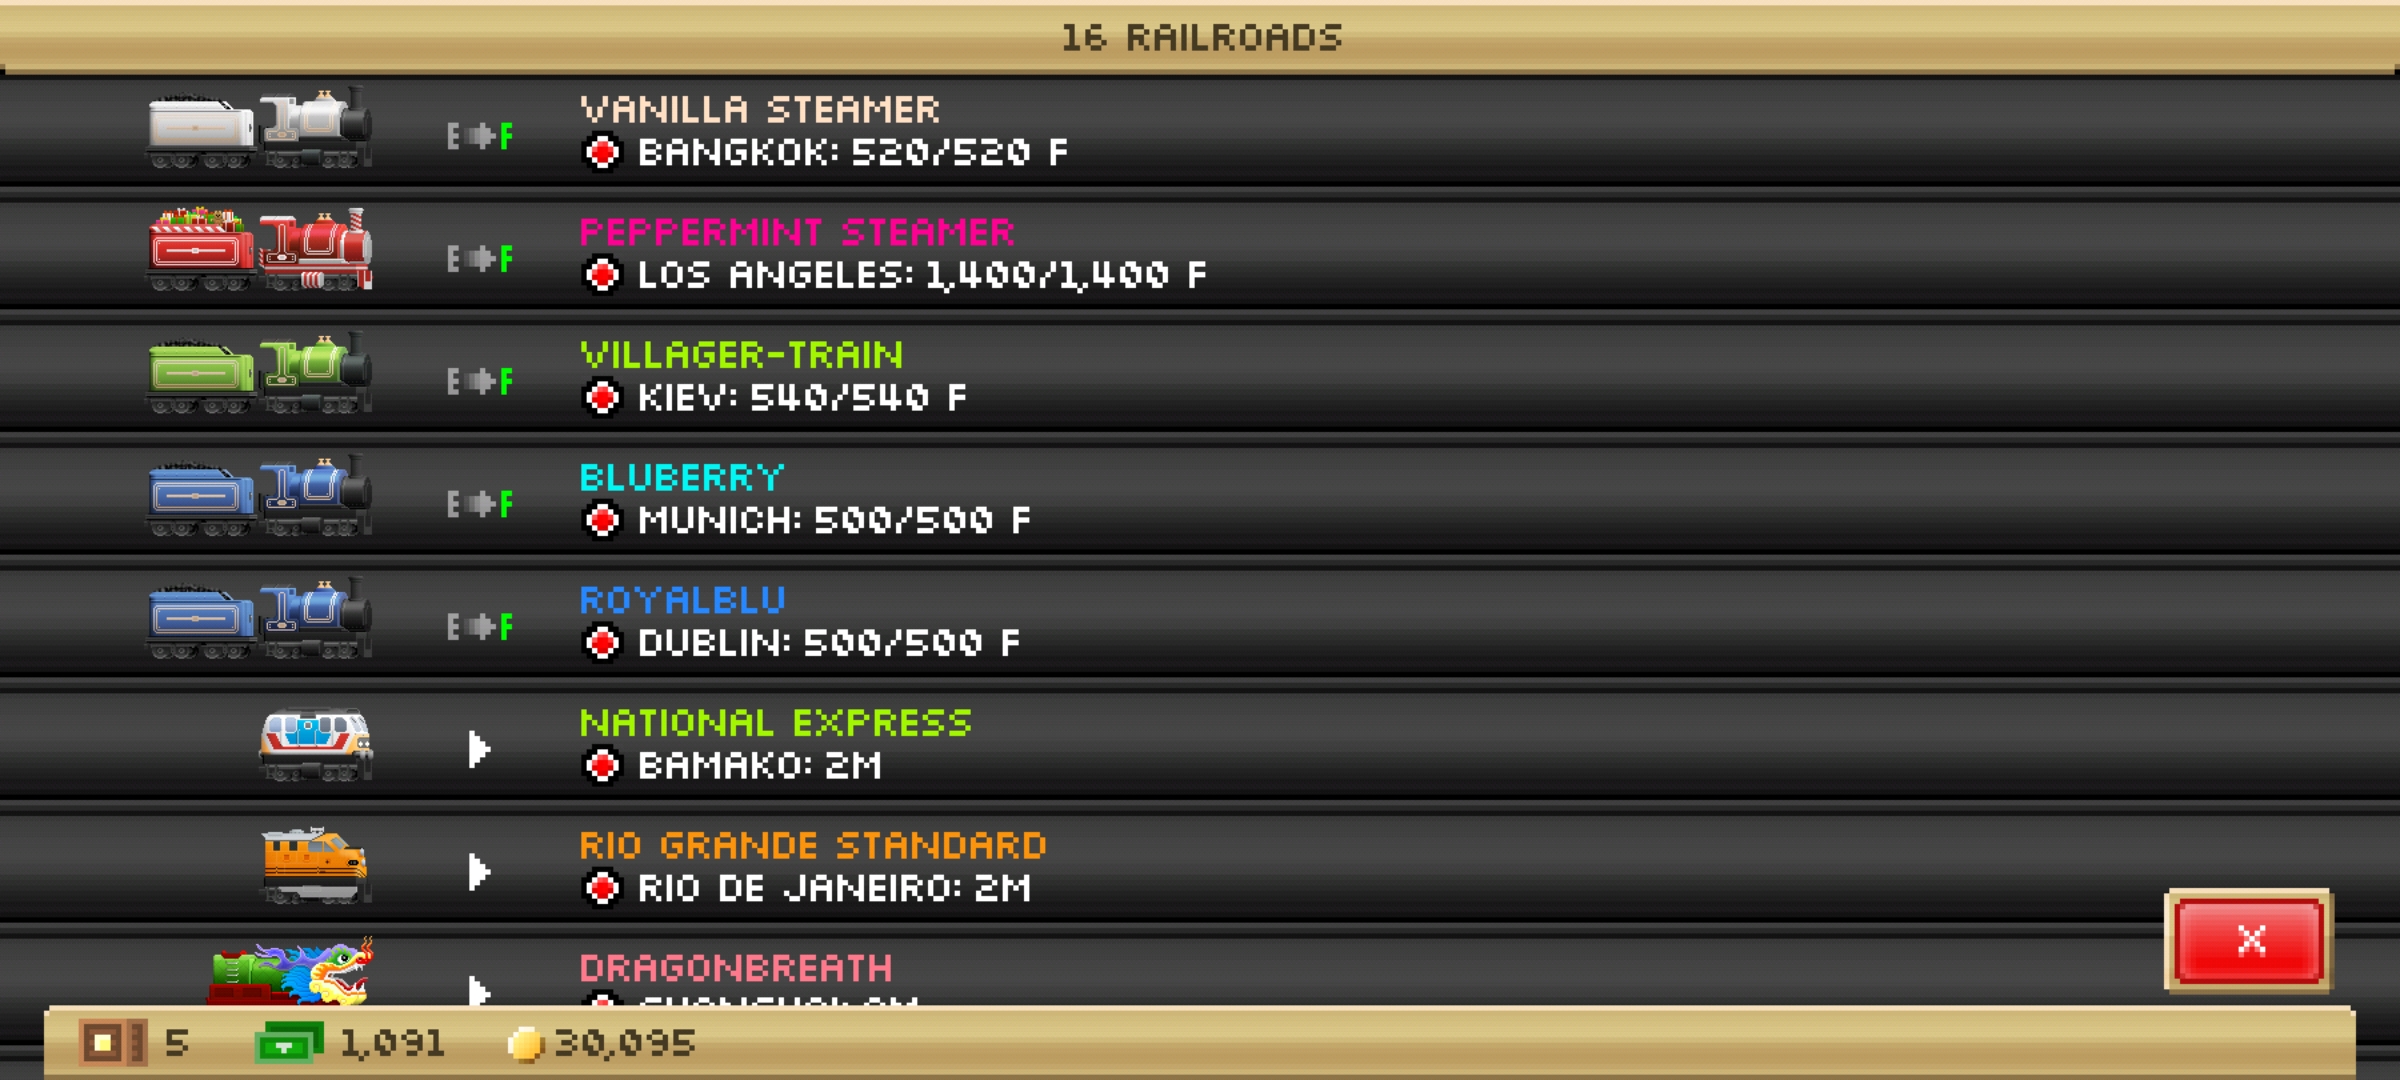 16 RAILROADS
VANILLA STEAMER
E F
BANGKOK: 520/520 F
PEPPERMINT STEAMER
E F
LOS ANGELES: 1,400/1,400 F
VILLAGER-TRAIN
E F
KIEV: 540/540 F
BLUBERRY
E F
MUNICH: 500/500 F
ROYALBLU
E F
DUBLIN: 500/500 F
NATIONAL EXPRESS
BAMAKO: 2M
RIO GRANDE STANDARD
RIO DE JANEIRO: 2M
DRAGONBREATH
X
5 1,091 30,095